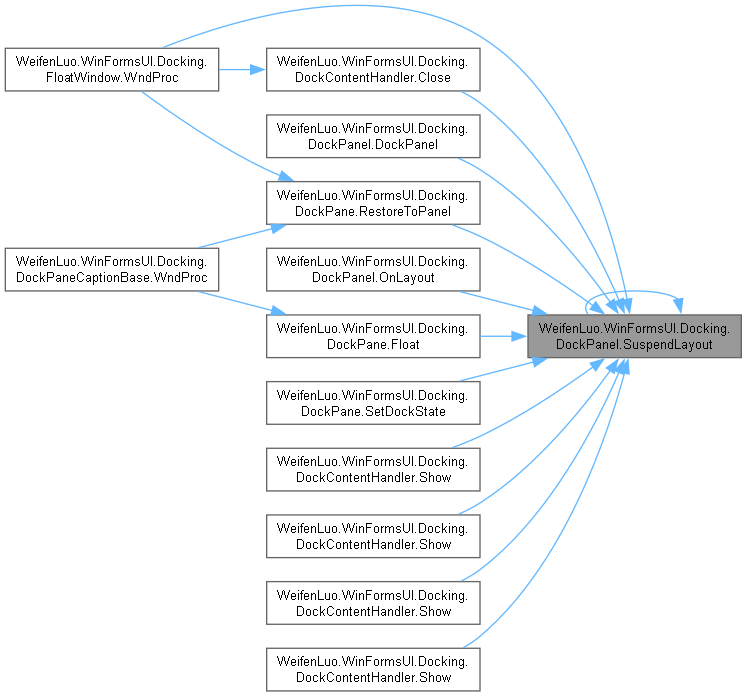 WeifenLuo.WinFormsUI.Docking.
FloatWindow.WndProc
WeifenLuo.WinFormsUI.Docking.
DockContentHandler.Close
WeifenLuo.WinFormsUI.Docking.
DockPanel.DockPanel
WeifenLuo.WinFormsUI.Docking.
DockPane.RestoreToPanel
WeifenLuo.WinFormsUI.Docking.
DockPaneCaptionBase.WndProc
WeifenLuo.WinFormsUI.Docking.
DockPanel.OnLayout
WeifenLuo.WinFormsUI.Docking.
DockPane.Float
WeifenLuo.WinFormsUI.Docking.
DockPanel.SuspendLayout
WeifenLuo.WinFormsUI.Docking.
DockPane.SetDockState
WeifenLuo.WinFormsUI.Docking.
DockContentHandler.Show
WeifenLuo.WinFormsUI.Docking.
DockContentHandler.Show
WeifenLuo.WinFormsUI.Docking.
DockContentHandler.Show
WeifenLuo.WinFormsUI.Docking.
DockContentHandler.Show